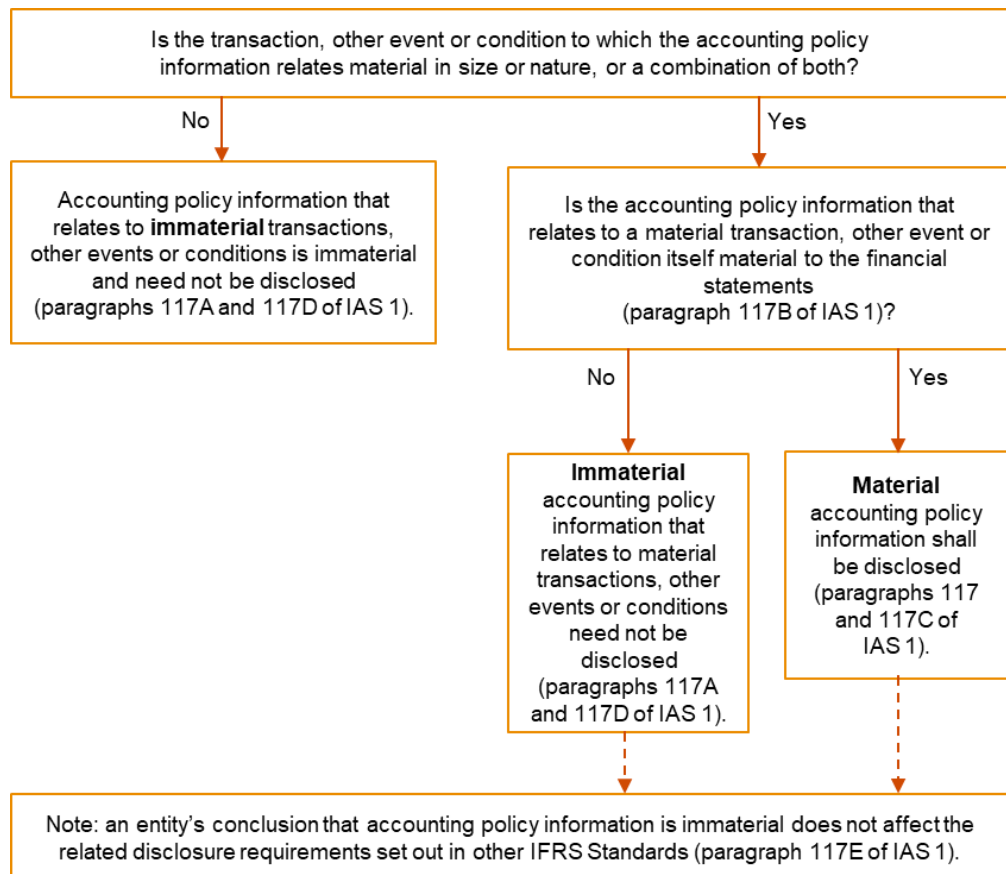 Is the transaction, other event or condition to which the accounting policy
information relates material in size or nature, or a combination of both?
No
Yes
Accounting policy information that
relates to immaterial transactions,
other events or conditions is immaterial
and need not be disclosed
(paragraphs 117A and 117D of IAS 1).
Is the accounting policy information that
relates to a material transaction, other event or
condition itself material to the financial
statements
(paragraph 117B of IAS 1)?
No
Yes
Immaterial
accounting policy
information that
relates to material
transactions, other
events or conditions
need not be
disclosed
(paragraphs 117A
and 117D of IAS 1).
Material
accounting policy
information shall
be disclosed
(paragraphs 117
and 117C of
IAS 1).
Note: an entity's conclusion that accounting policy information is immaterial does not affect the
related disclosure requirements set out in other IFRS Standards (paragraph 117E of IAS 1).